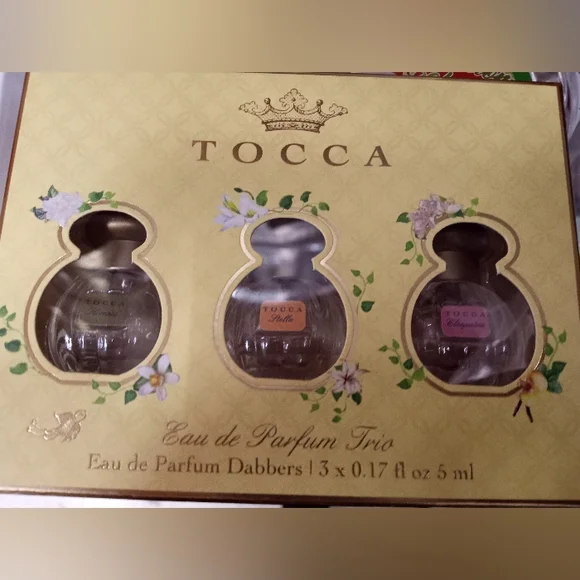 TOCCA
TOCCA
TOCCA
Stella
TOCCA
Cleopatra
Eau de Parfum Trio
Eau de Parfum Dabbers | 3 x 0.17 fl oz 5 ml